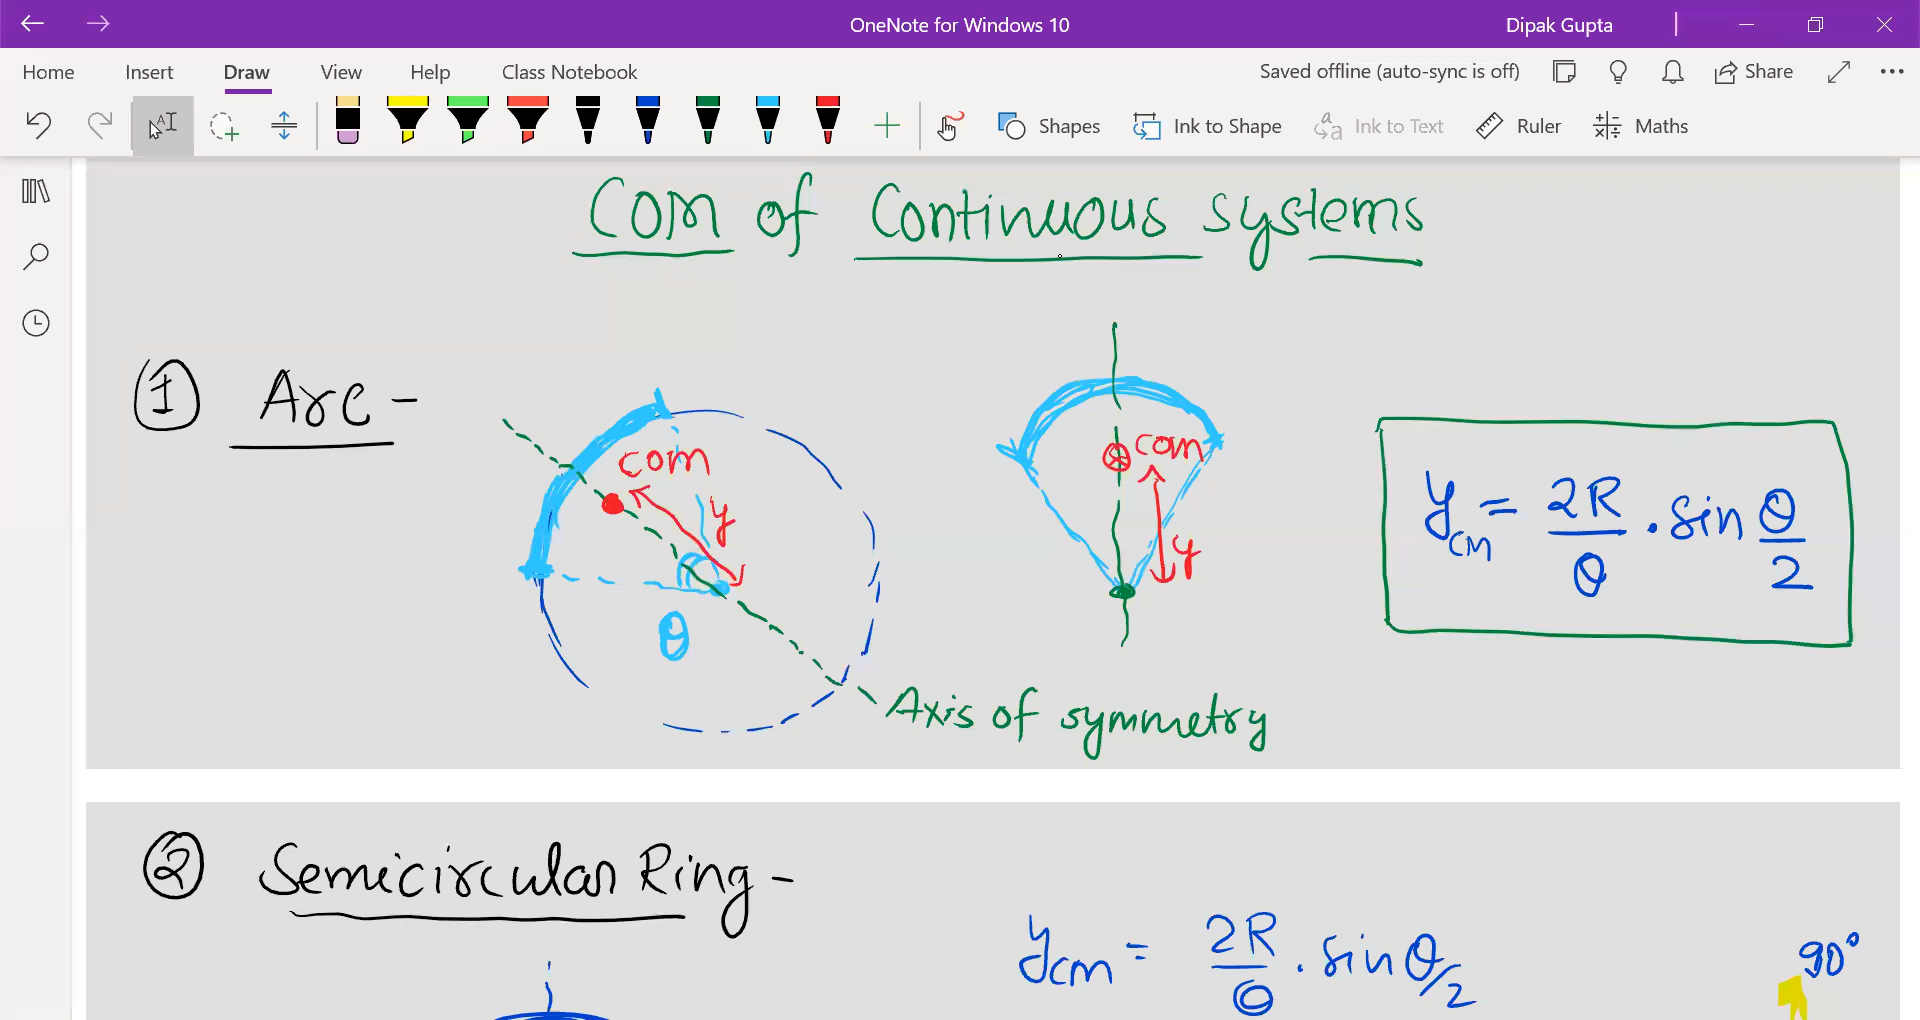 OneNote for Windows 10
Dipak Gupta
Home Insert Draw View Help Class Notebook
Saved offline (auto-sync is off) Share
Shapes Ink to Shape Ink to Text Ruler Maths
COM of Continuous systems
1 Arc -
com
y
θ
Axis of symmetry
com
y
y_cm = 2R/θ . sin θ/2
2 Semicircular Ring -
y_cm = 2R/θ . sin θ/2
90°